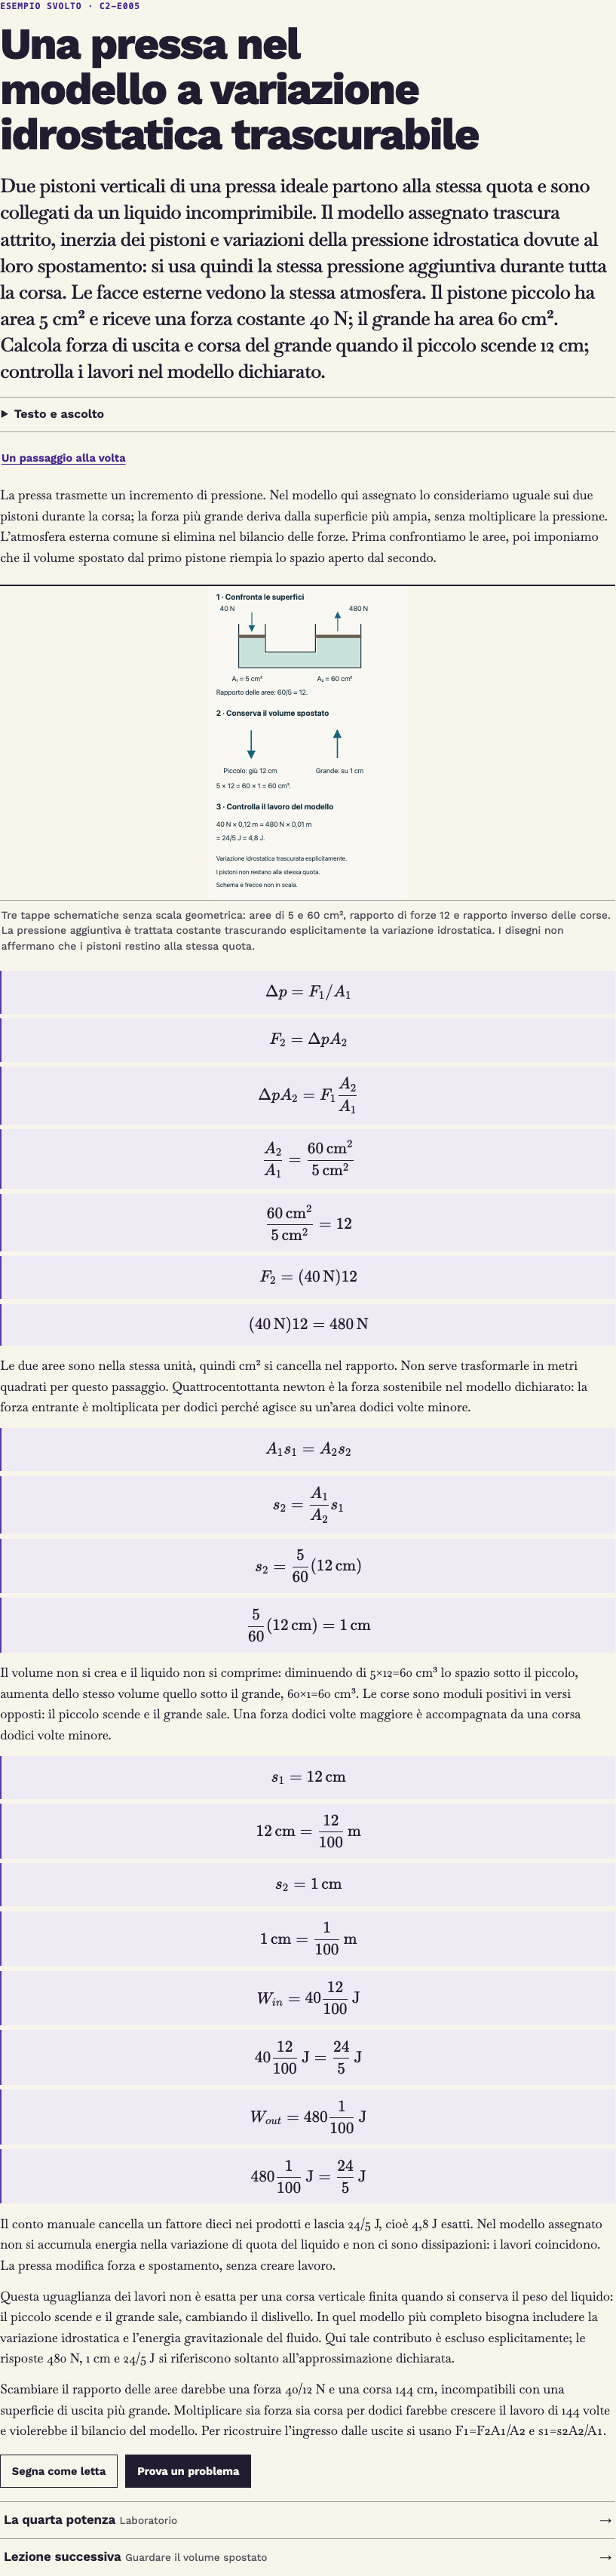 ESEMPIO SVOLTO · C2-E005
Una pressa nel
modello a variazione
idrostatica trascurabile
Due pistoni verticali di una pressa ideale partono alla stessa quota e sono
collegati da un liquido incomprimibile. Il modello assegnato trascura
attrito, inerzia dei pistoni e variazioni della pressione idrostatica dovute al
loro spostamento: si usa quindi la stessa pressione aggiuntiva durante tutta
la corsa. Le facce esterne vedono la stessa atmosfera. Il pistone piccolo ha
area 5 cm² e riceve una forza costante 40 N; il grande ha area 60 cm².
Calcola forza di uscita e corsa del grande quando il piccolo scende 12 cm;
controlla i lavori nel modello dichiarato.
▶ Testo e ascolto
Un passaggio alla volta
La pressa trasmette un incremento di pressione. Nel modello qui assegnato lo consideriamo uguale sui due
pistoni durante la corsa; la forza più grande deriva dalla superficie più ampia, senza moltiplicare la pressione.
L’atmosfera esterna comune si elimina nel bilancio delle forze. Prima confrontiamo le aree, poi imponiamo
che il volume spostato dal primo pistone riempia lo spazio aperto dal secondo.
1 · Confronta le superfici
40 N 480 N
A₁ = 5 cm² A₂ = 60 cm²
Rapporto delle aree: 60/5 = 12.
2 · Conserva il volume spostato
Piccolo: giù 12 cm Grande: su 1 cm
5 × 12 = 60 × 1 = 60 cm³.
3 · Controlla il lavoro del modello
40 N × 0,12 m = 480 N × 0,01 m
= 24/5 J = 4,8 J.
Variazione idrostatica trascurata esplicitamente.
I pistoni non restano alla stessa quota.
Schema e frecce non in scala.
Tre tappe schematiche senza scala geometrica: aree di 5 e 60 cm², rapporto di forze 12 e rapporto inverso delle corse.
La pressione aggiuntiva è trattata costante trascurando esplicitamente la variazione idrostatica. I disegni non
affermano che i pistoni restino alla stessa quota.
Δp = F₁/A₁
F₂ = ΔpA₂
ΔpA₂ = F₁ A₂/A₁
A₂/A₁ = 60 cm²/5 cm²
60 cm²/5 cm² = 12
F₂ = (40 N)12
(40 N)12 = 480 N
Le due aree sono nella stessa unità, quindi cm² si cancella nel rapporto. Non serve trasformarle in metri
quadrati per questo passaggio. Quattrocentottanta newton è la forza sostenibile nel modello dichiarato: la
forza entrante è moltiplicata per dodici perché agisce su un’area dodici volte minore.
A₁s₁ = A₂s₂
s₂ = A₁/A₂ s₁
s₂ = 5/60 (12 cm)
5/60 (12 cm) = 1 cm
Il volume non si crea e il liquido non si comprime: diminuendo di 5×12=60 cm³ lo spazio sotto il piccolo,
aumenta dello stesso volume quello sotto il grande, 60×1=60 cm³. Le corse sono moduli positivi in versi
opposti: il piccolo scende e il grande sale. Una forza dodici volte maggiore è accompagnata da una corsa
dodici volte minore.
s₁ = 12 cm
12 cm = 12/100 m
s₂ = 1 cm
1 cm = 1/100 m
W_in = 40 12/100 J
40 12/100 J = 24/5 J
W_out = 480 1/100 J
480 1/100 J = 24/5 J
Il conto manuale cancella un fattore dieci nei prodotti e lascia 24/5 J, cioè 4,8 J esatti. Nel modello assegnato
non si accumula energia nella variazione di quota del liquido e non ci sono dissipazioni: i lavori coincidono.
La pressa modifica forza e spostamento, senza creare lavoro.
Questa uguaglianza dei lavori non è esatta per una corsa verticale finita quando si conserva il peso del liquido:
il piccolo scende e il grande sale, cambiando il dislivello. In quel modello più completo bisogna includere la
variazione idrostatica e l’energia gravitazionale del fluido. Qui tale contributo è escluso esplicitamente; le
risposte 480 N, 1 cm e 24/5 J si riferiscono soltanto all’approssimazione dichiarata.
Scambiare il rapporto delle aree darebbe una forza 40/12 N e una corsa 144 cm, incompatibili con una
superficie di uscita più grande. Moltiplicare sia forza sia corsa per dodici farebbe crescere il lavoro di 144 volte
e violerebbe il bilancio del modello. Per ricostruire l’ingresso dalle uscite si usano F1=F2A1/A2 e s1=s2A2/A1.
Segna come letta Prova un problema
La quarta potenza Laboratorio →
Lezione successiva Guardare il volume spostato →